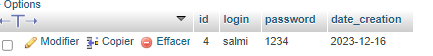 Options
←T→ id login password date_creation
Modifier Copier Effacer 4 salmi 1234 2023-12-16